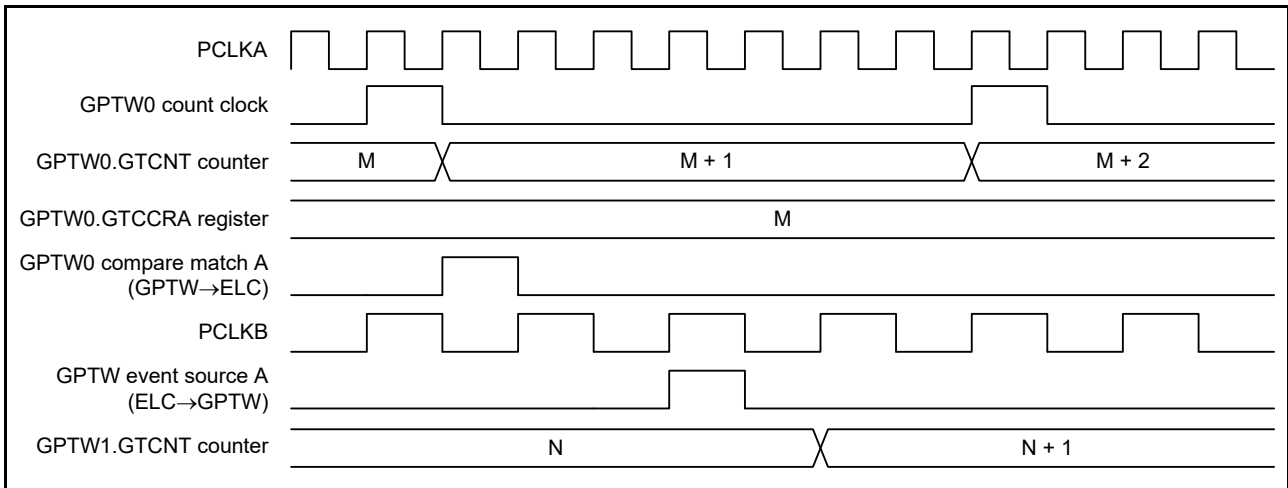 PCLKA
GPTW0 count clock
GPTW0.GTCNT counter
M
M + 1
M + 2
GPTW0.GTCCRA register
M
GPTW0 compare match A
(GPTW→ELC)
PCLKB
GPTW event source A
(ELC→GPTW)
GPTW1.GTCNT counter
N
N + 1